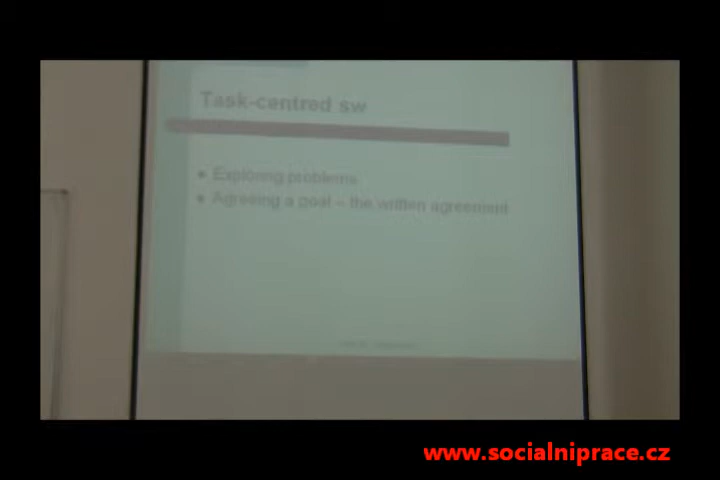 Task-centred sw
• Exploring problems
• Agreeing a goal – the written agreement
www.socialniprace.cz